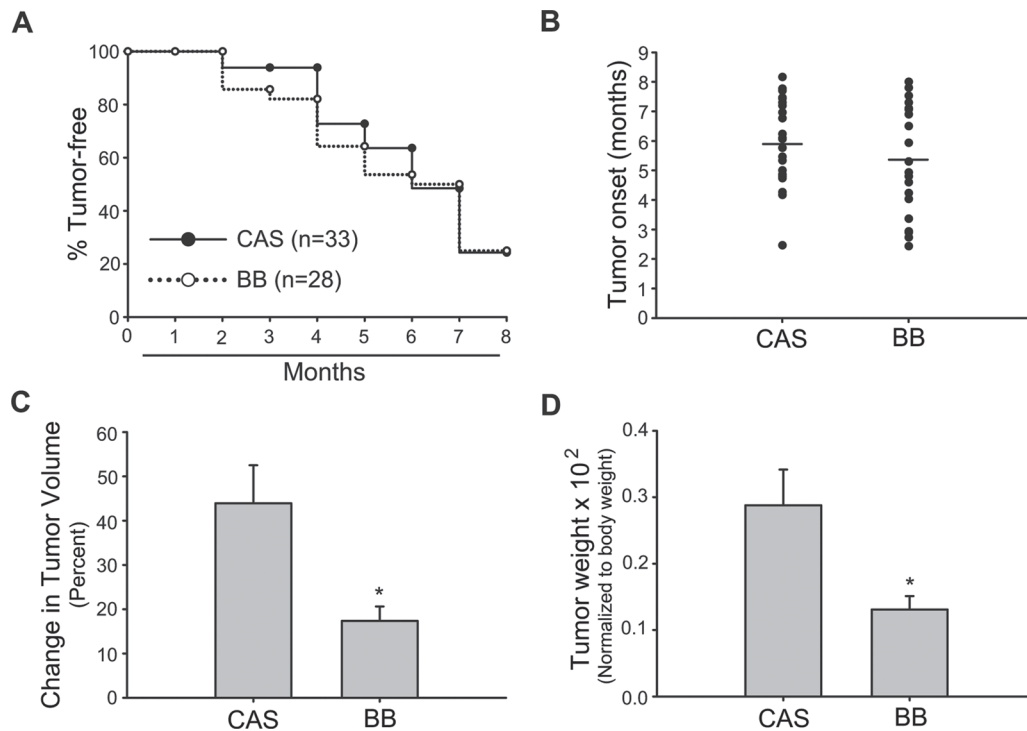 A
% Tumor-free
100
80
60
40
20
0
CAS (n=33)
BB (n=28)
0 1 2 3 4 5 6 7 8
Months
B
Tumor onset (months)
9
8
7
6
5
4
3
2
1
0
CAS BB
C
Change in Tumor Volume
(Percent)
60
50
40
30
20
10
0
*
CAS BB
D
Tumor weight x 10²
(Normalized to body weight)
0.4
0.3
0.2
0.1
0.0
*
CAS BB